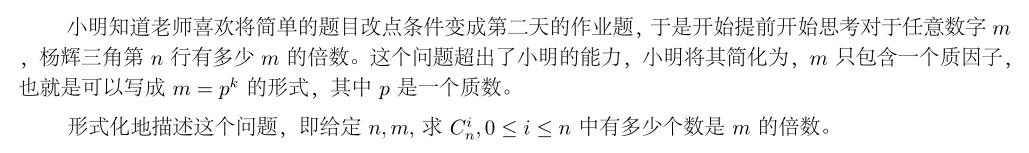 小明知道老师喜欢将简单的题目改点条件变成第二天的作业题，于是开始提前开始思考对于任意数字 m
，杨辉三角第 n 行有多少 m 的倍数。这个问题超出了小明的能力，小明将其简化为，m 只包含一个质因子，
也就是可以写成 m = p^k 的形式，其中 p 是一个质数。
形式化地描述这个问题，即给定 n, m, 求 C_n^i, 0 ≤ i ≤ n 中有多少个数是 m 的倍数。